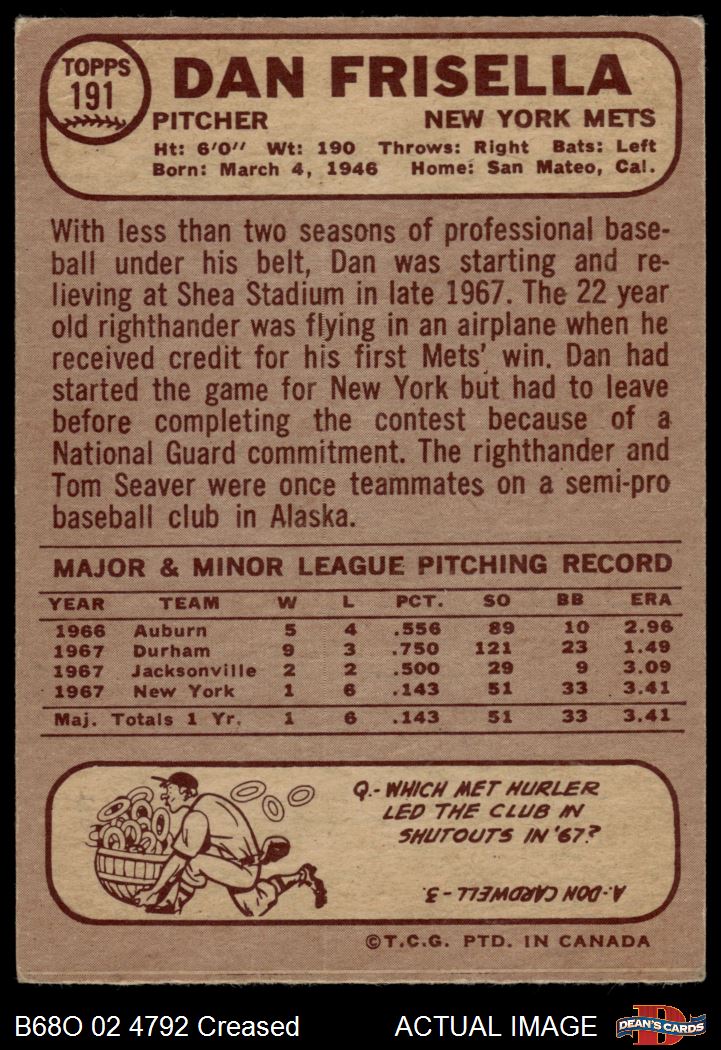 TOPPS
191
DAN FRISELLA
PITCHER NEW YORK METS
Ht: 6'0" Wt: 190 Throws: Right Bats: Left
Born: March 4, 1946 Home: San Mateo, Cal.
With less than two seasons of professional base-
ball under his belt, Dan was starting and re-
lieving at Shea Stadium in late 1967. The 22 year
old righthander was flying in an airplane when he
received credit for his first Mets' win. Dan had
started the game for New York but had to leave
before completing the contest because of a
National Guard commitment. The righthander and
Tom Seaver were once teammates on a semi-pro
baseball club in Alaska.
MAJOR & MINOR LEAGUE PITCHING RECORD
YEAR TEAM W L PCT. SO BB ERA
1966 Auburn 5 4 .556 89 10 2.96
1967 Durham 9 3 .750 121 23 1.49
1967 Jacksonville 2 2 .500 29 9 3.09
1967 New York 1 6 .143 51 33 3.41
Maj. Totals 1 Yr. 1 6 .143 51 33 3.41
Q.- WHICH MET HURLER
LED THE CLUB IN
SHUTOUTS IN '67?
A.- DON CARDWELL - 3.
©T.C.G. PTD. IN CANADA
B68O 02 4792 Creased ACTUAL IMAGE DEAN'S CARDS